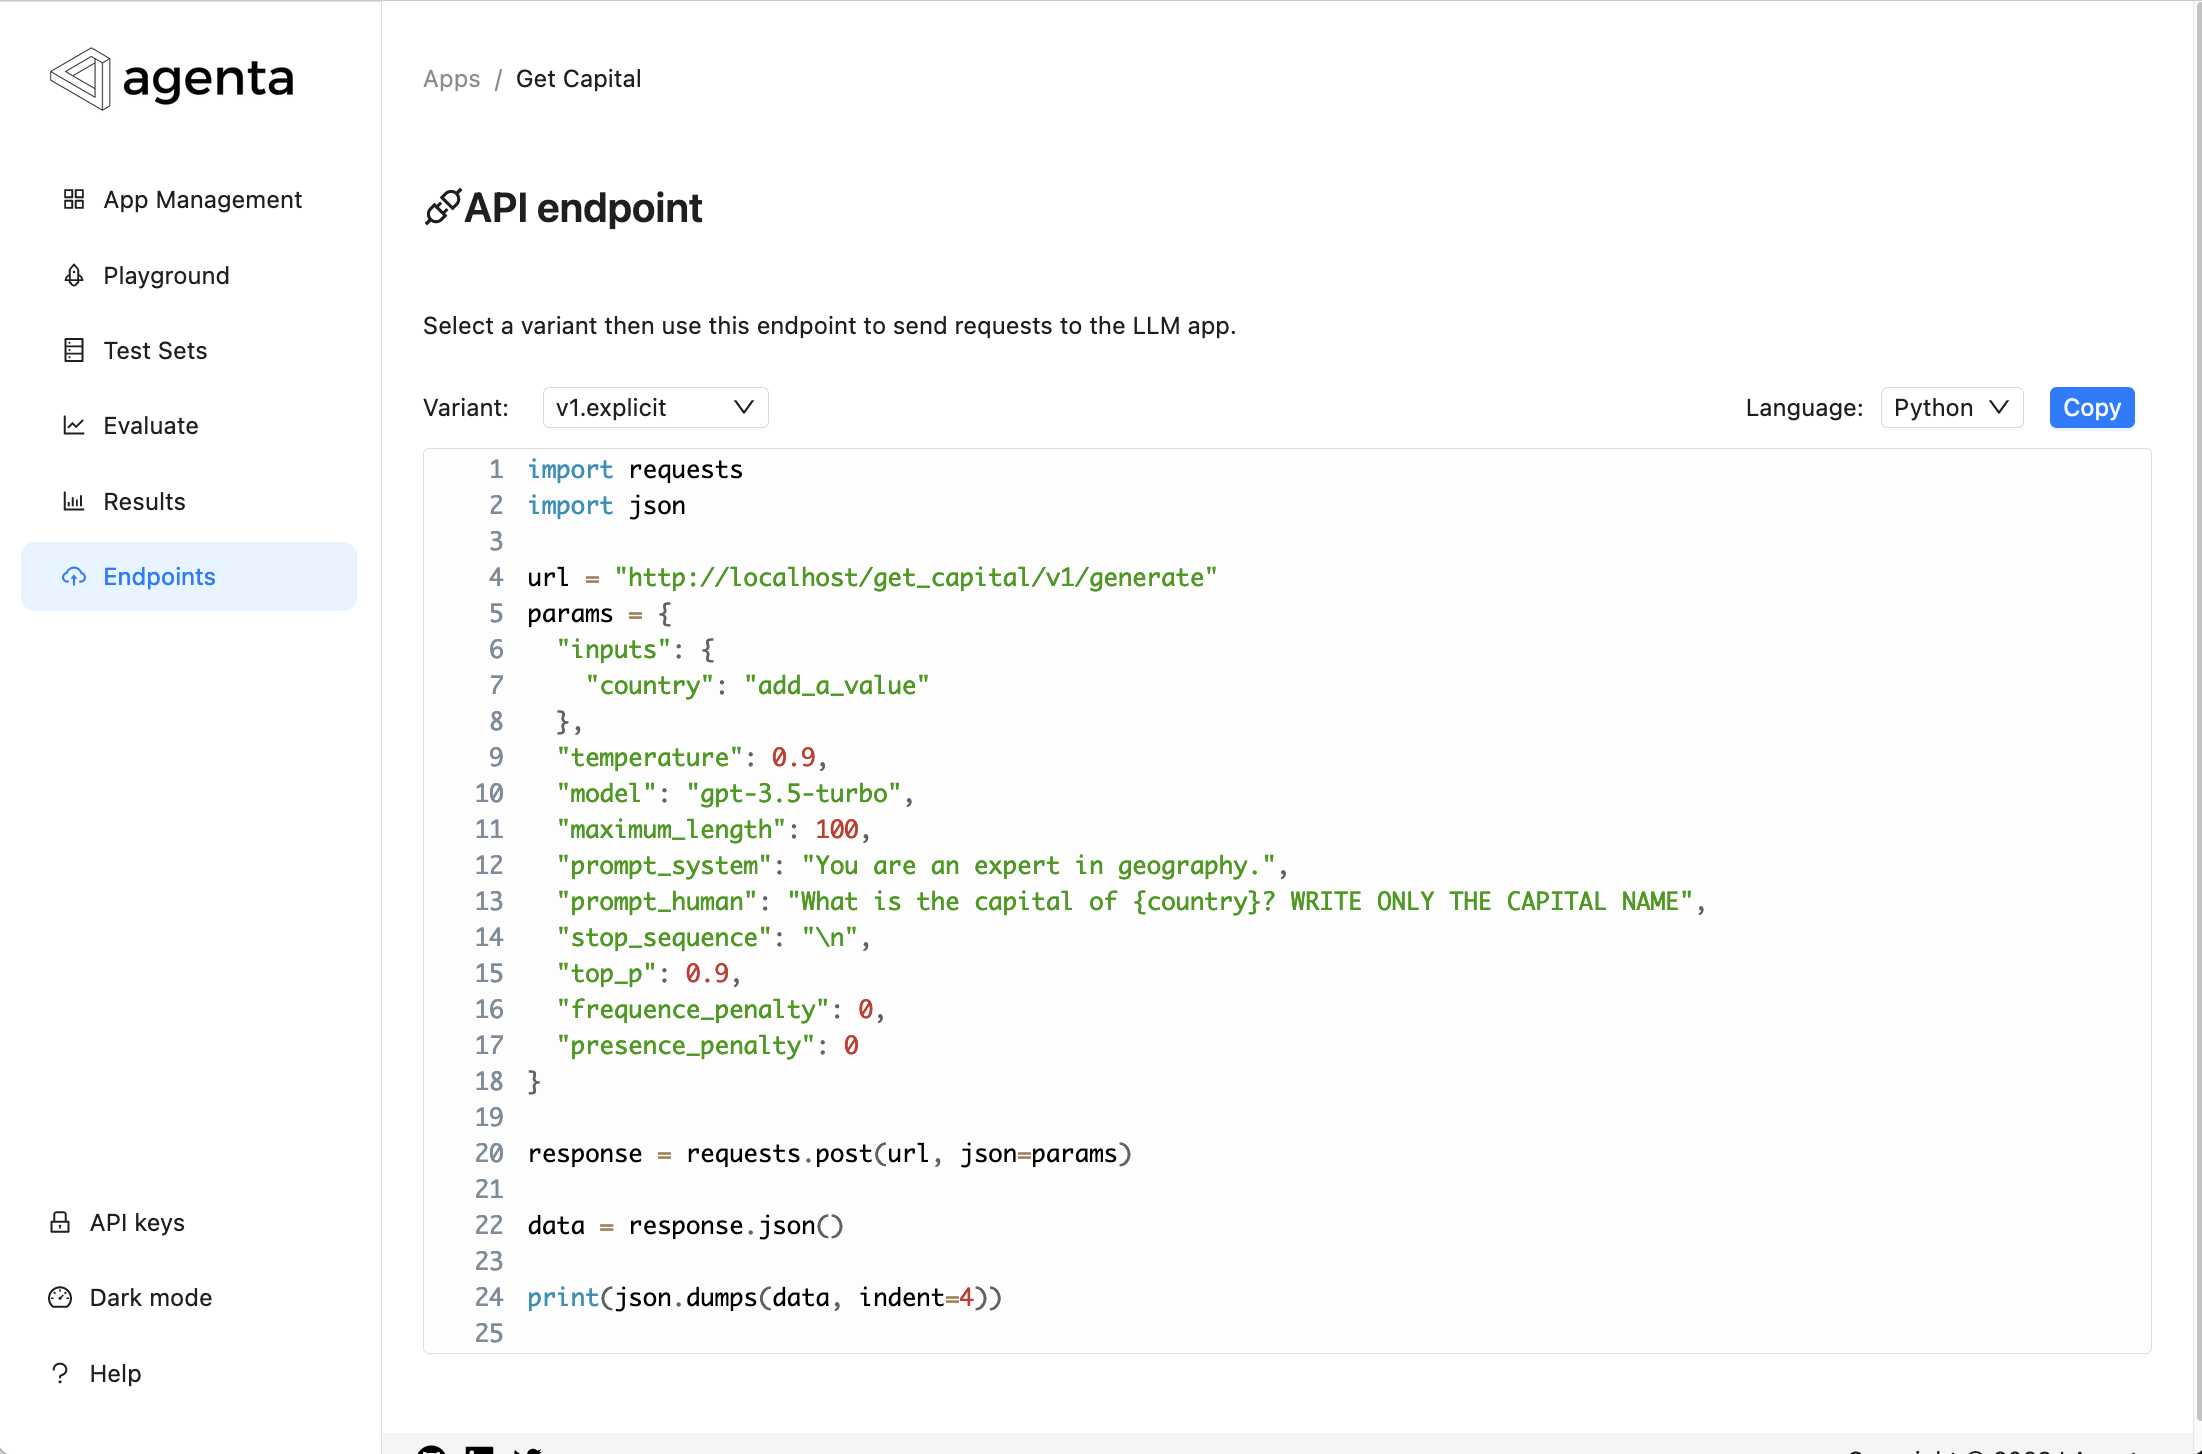 agenta
App Management
Playground
Test Sets
Evaluate
Results
Endpoints
API keys
Dark mode
? Help
Apps / Get Capital
API endpoint
Select a variant then use this endpoint to send requests to the LLM app.
Variant: v1.explicit Language: Python Copy
1 import requests
2 import json
3
4 url = "http://localhost/get_capital/v1/generate"
5 params = {
6   "inputs": {
7     "country": "add_a_value"
8   },
9   "temperature": 0.9,
10   "model": "gpt-3.5-turbo",
11   "maximum_length": 100,
12   "prompt_system": "You are an expert in geography.",
13   "prompt_human": "What is the capital of {country}? WRITE ONLY THE CAPITAL NAME",
14   "stop_sequence": "\n",
15   "top_p": 0.9,
16   "frequence_penalty": 0,
17   "presence_penalty": 0
18 }
19
20 response = requests.post(url, json=params)
21
22 data = response.json()
23
24 print(json.dumps(data, indent=4))
25